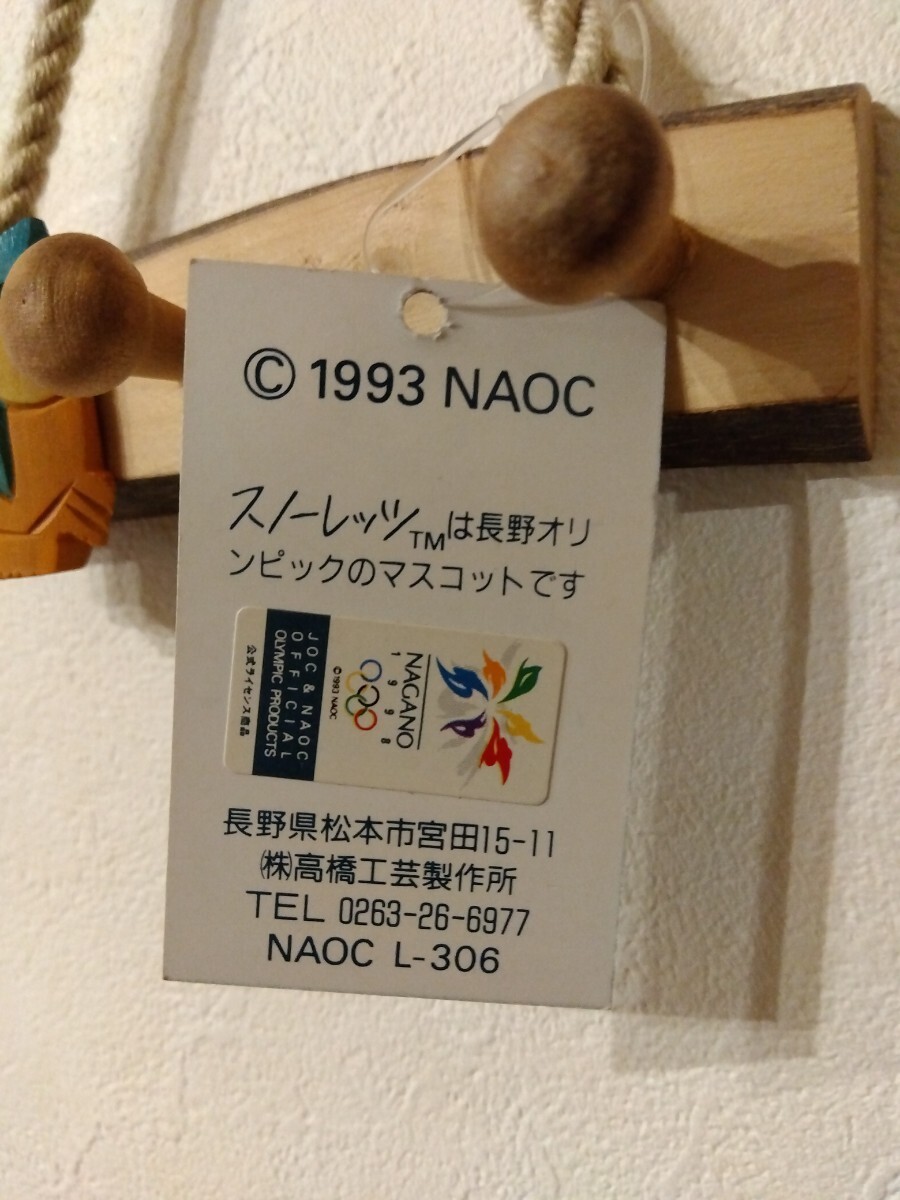 © 1993 NAOC
スノーレッツTMは長野オリ
ンピックのマスコットです
NAGANO
1998
© 1993 NAOC
JOC & NAOC
OFFICIAL
OLYMPIC PRODUCTS
公式ライセンス商品
長野県松本市宮田15-11
㈱高橋工芸製作所
TEL 0263-26-6977
NAOC L-306